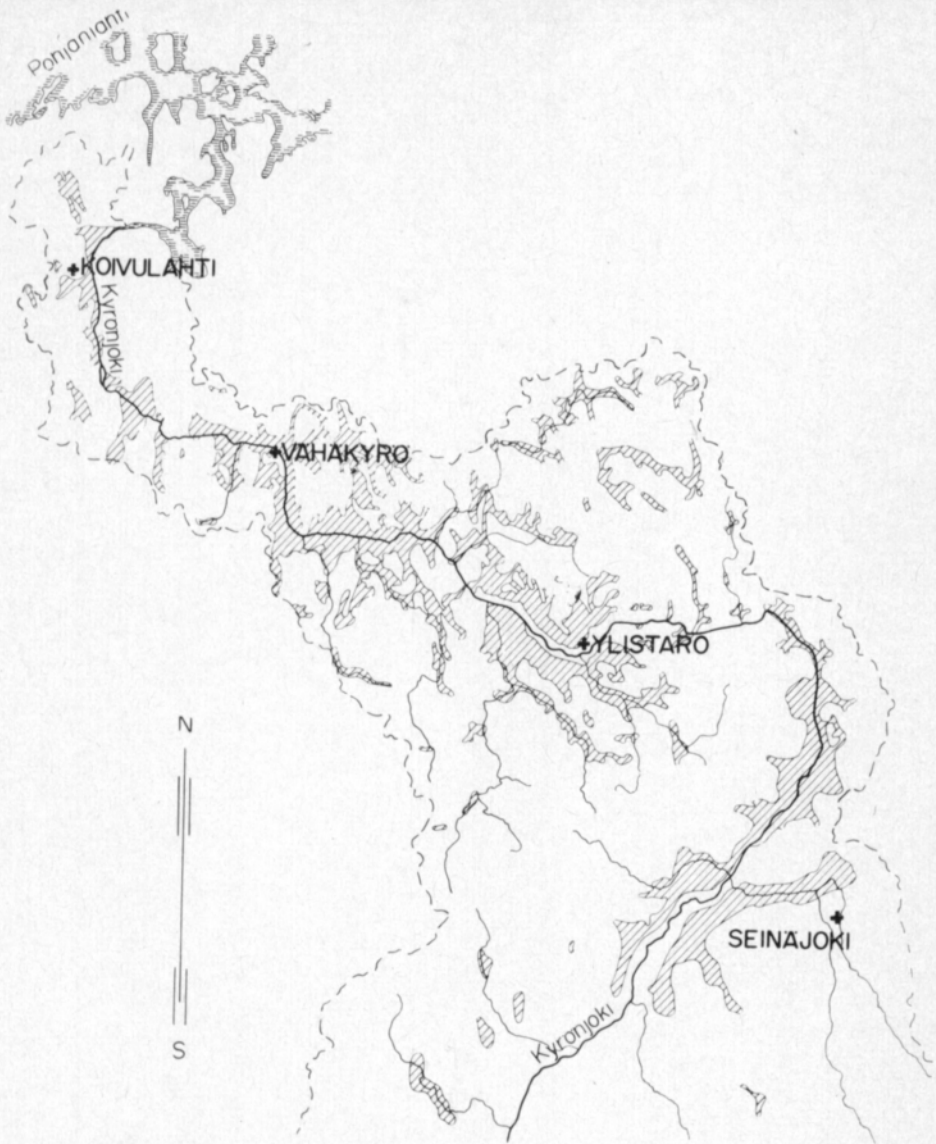 Pohjanlahti
KOIVULAHTI
Kyrönjoki
VÄHÄKYRÖ
YLISTARO
N
S
SEINÄJOKI
Kyrönjoki